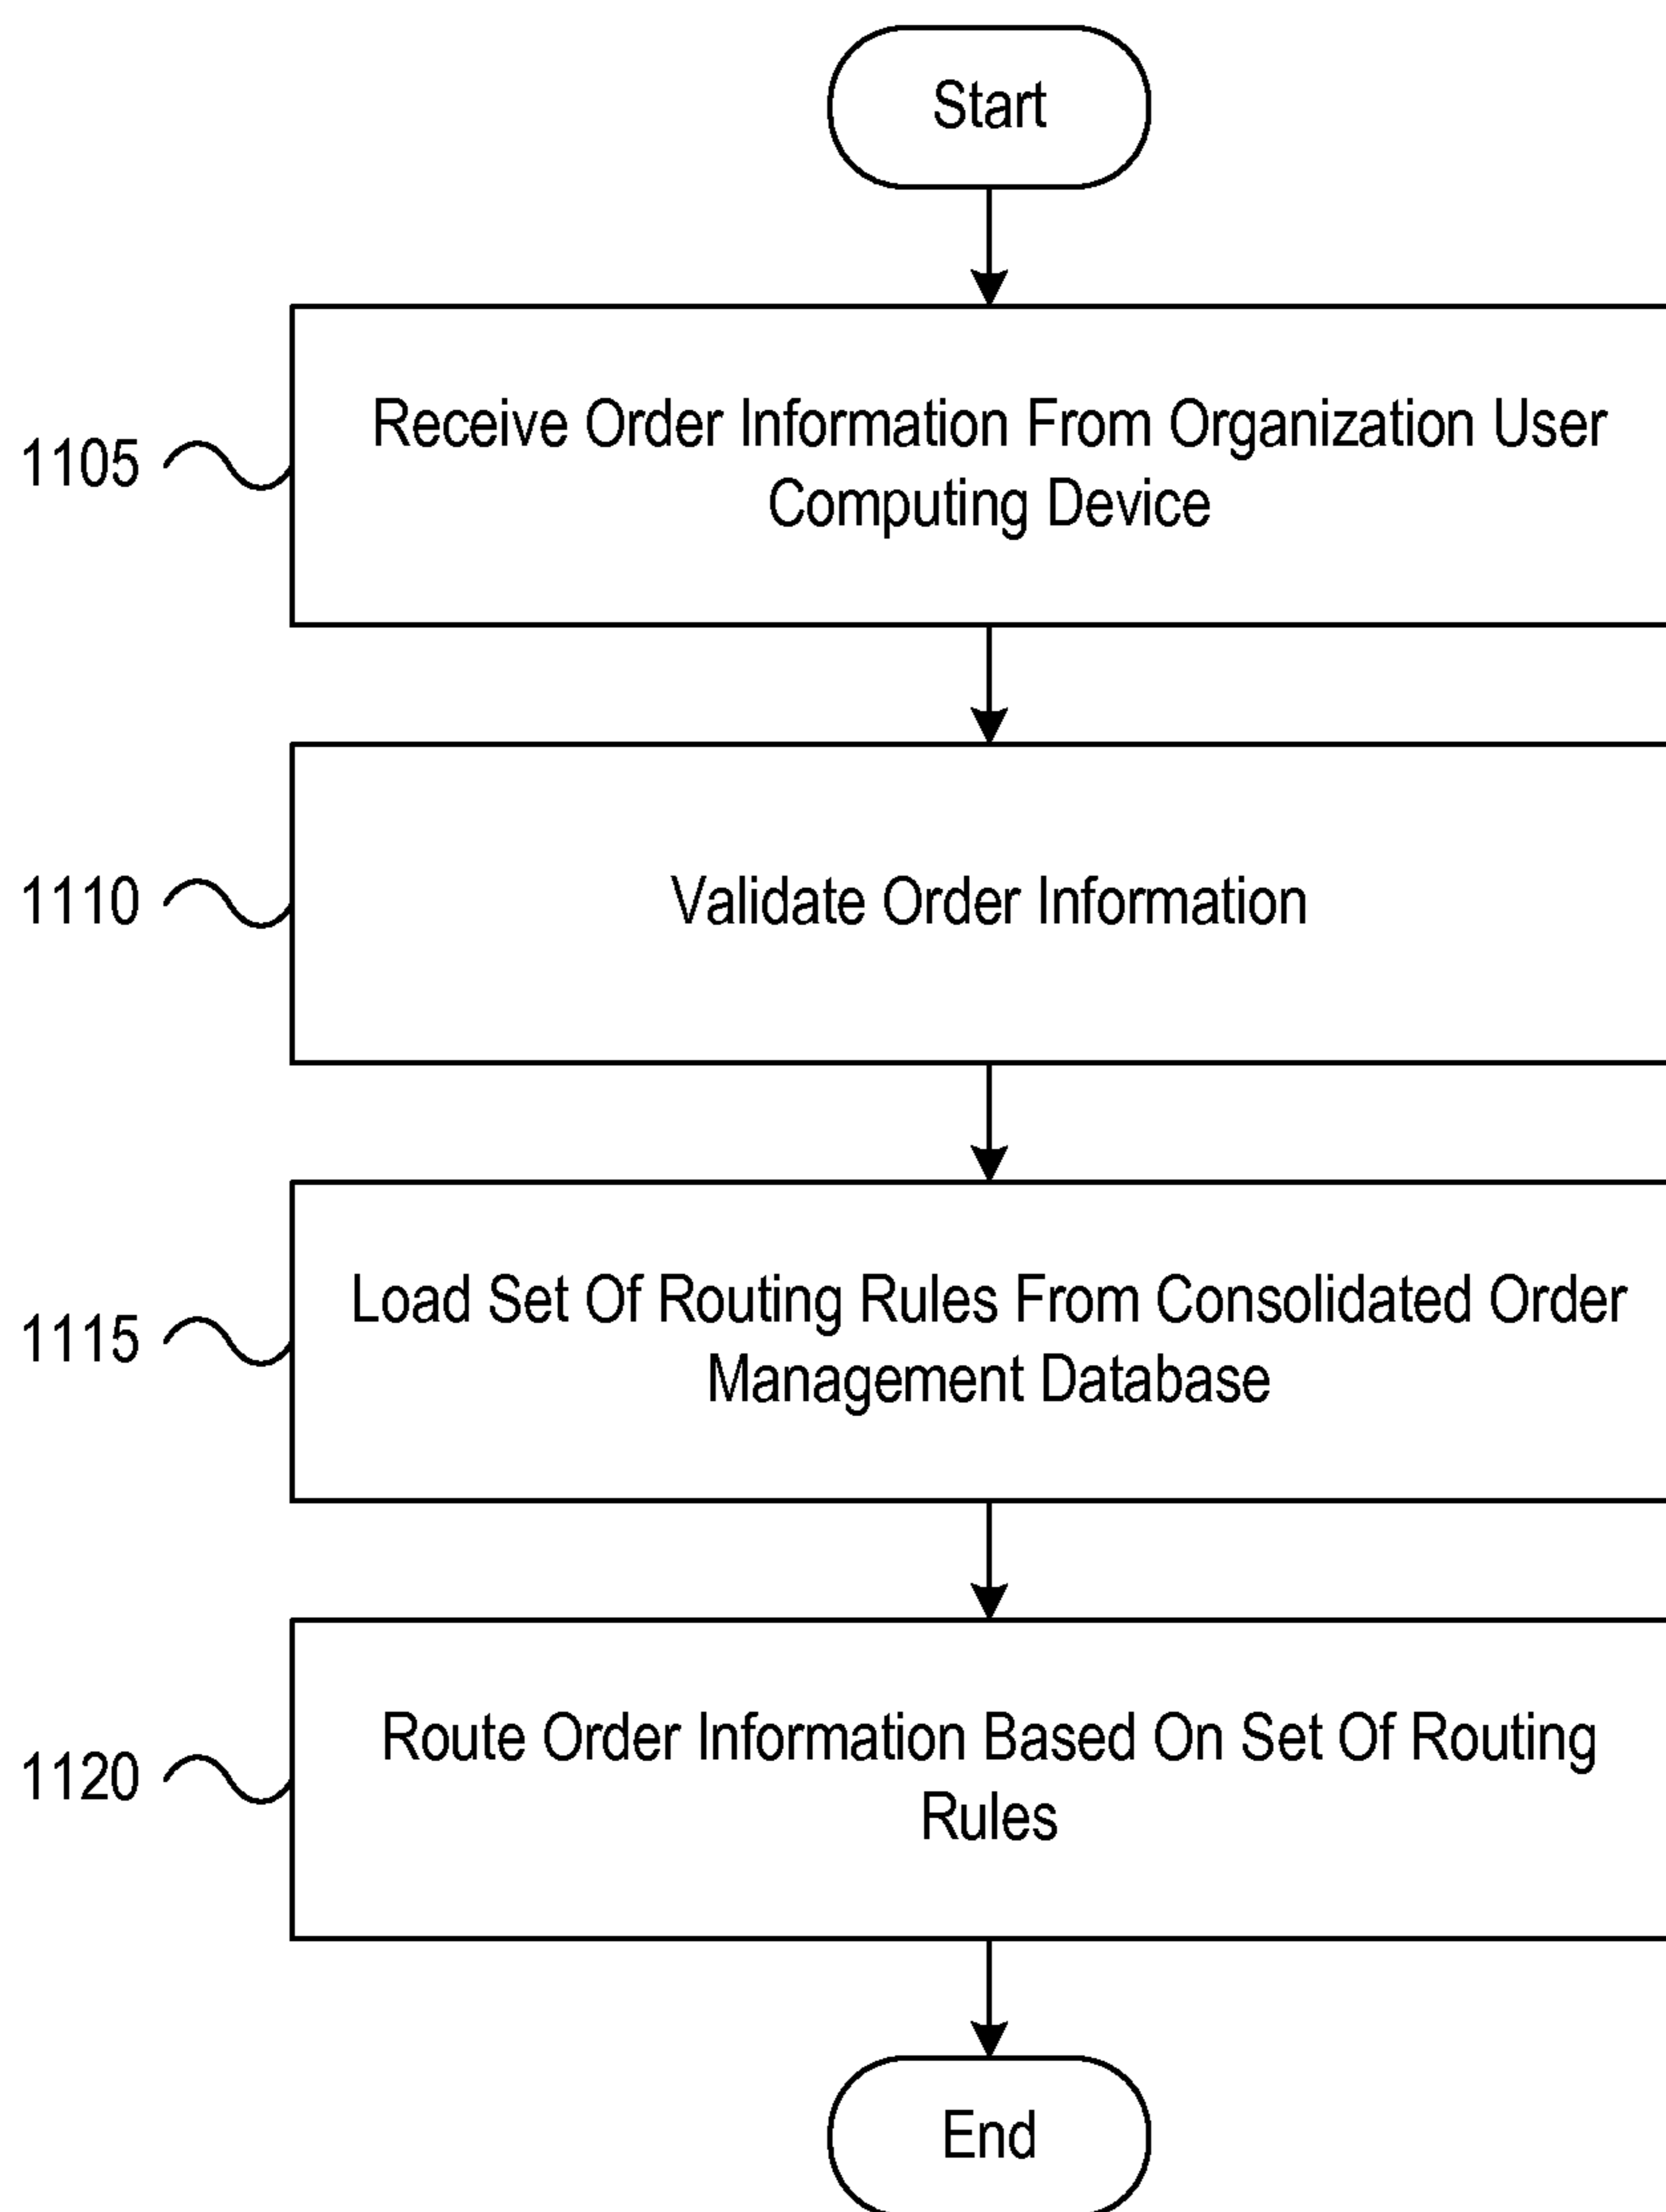 Start
1105
Receive Order Information From Organization User
Computing Device
1110
Validate Order Information
1115
Load Set Of Routing Rules From Consolidated Order
Management Database
1120
Route Order Information Based On Set Of Routing
Rules
End